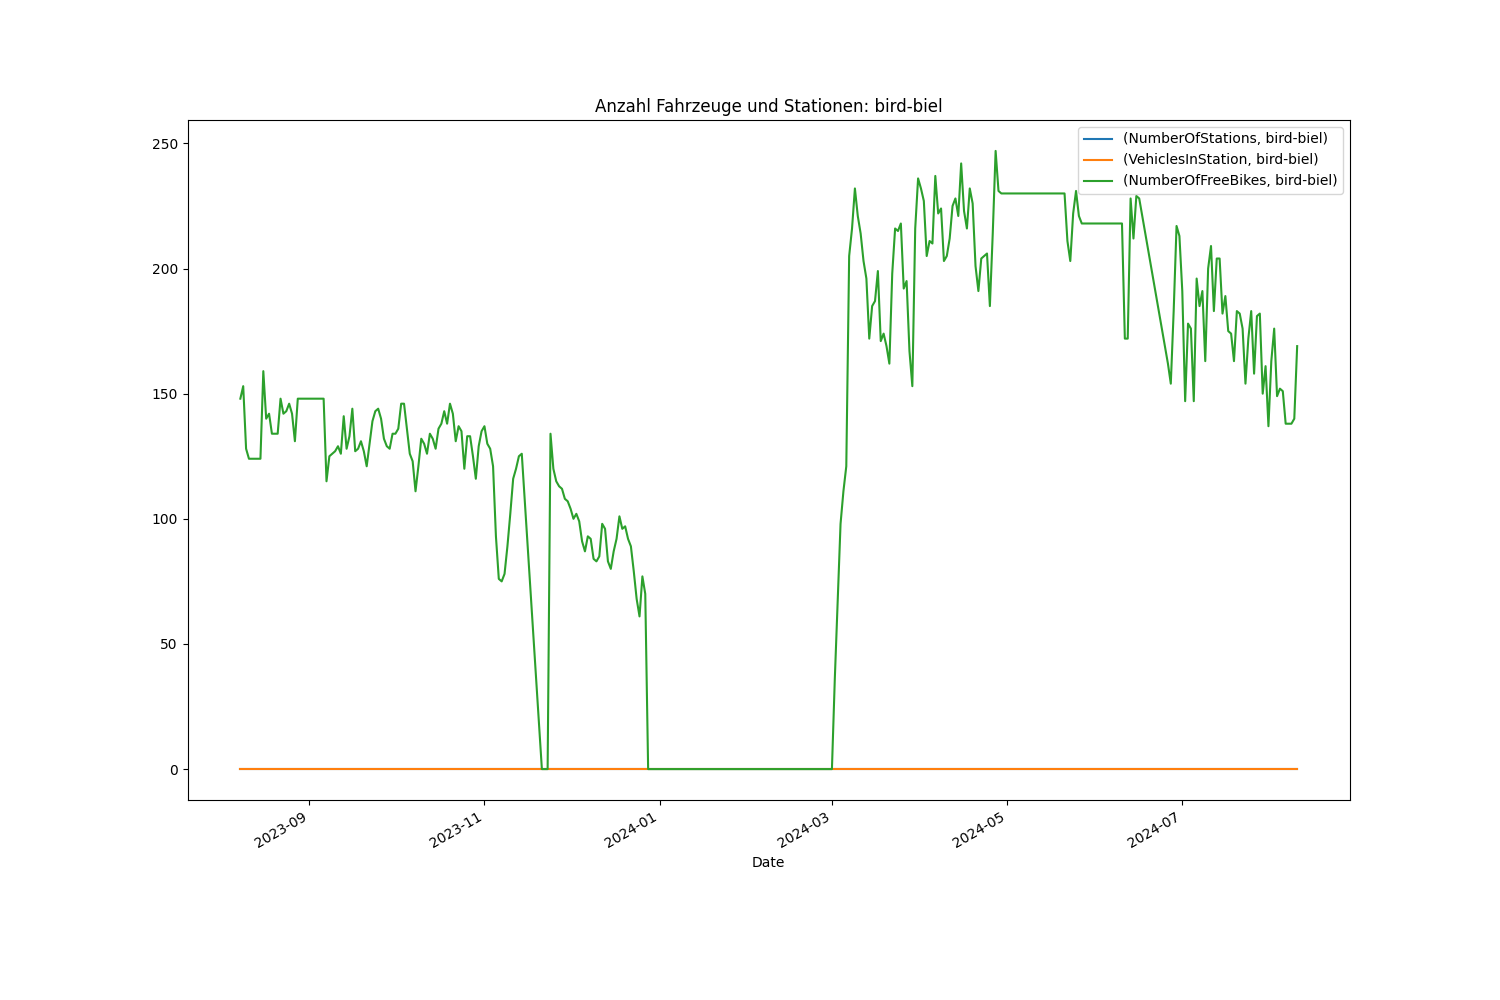 Anzahl Fahrzeuge und Stationen: bird-biel
(NumberOfStations, bird-biel)
(VehiclesInStation, bird-biel)
(NumberOfFreeBikes, bird-biel)
250
200
150
100
50
0
2023-09
2023-11
2024-01
2024-03
2024-05
2024-07
Date